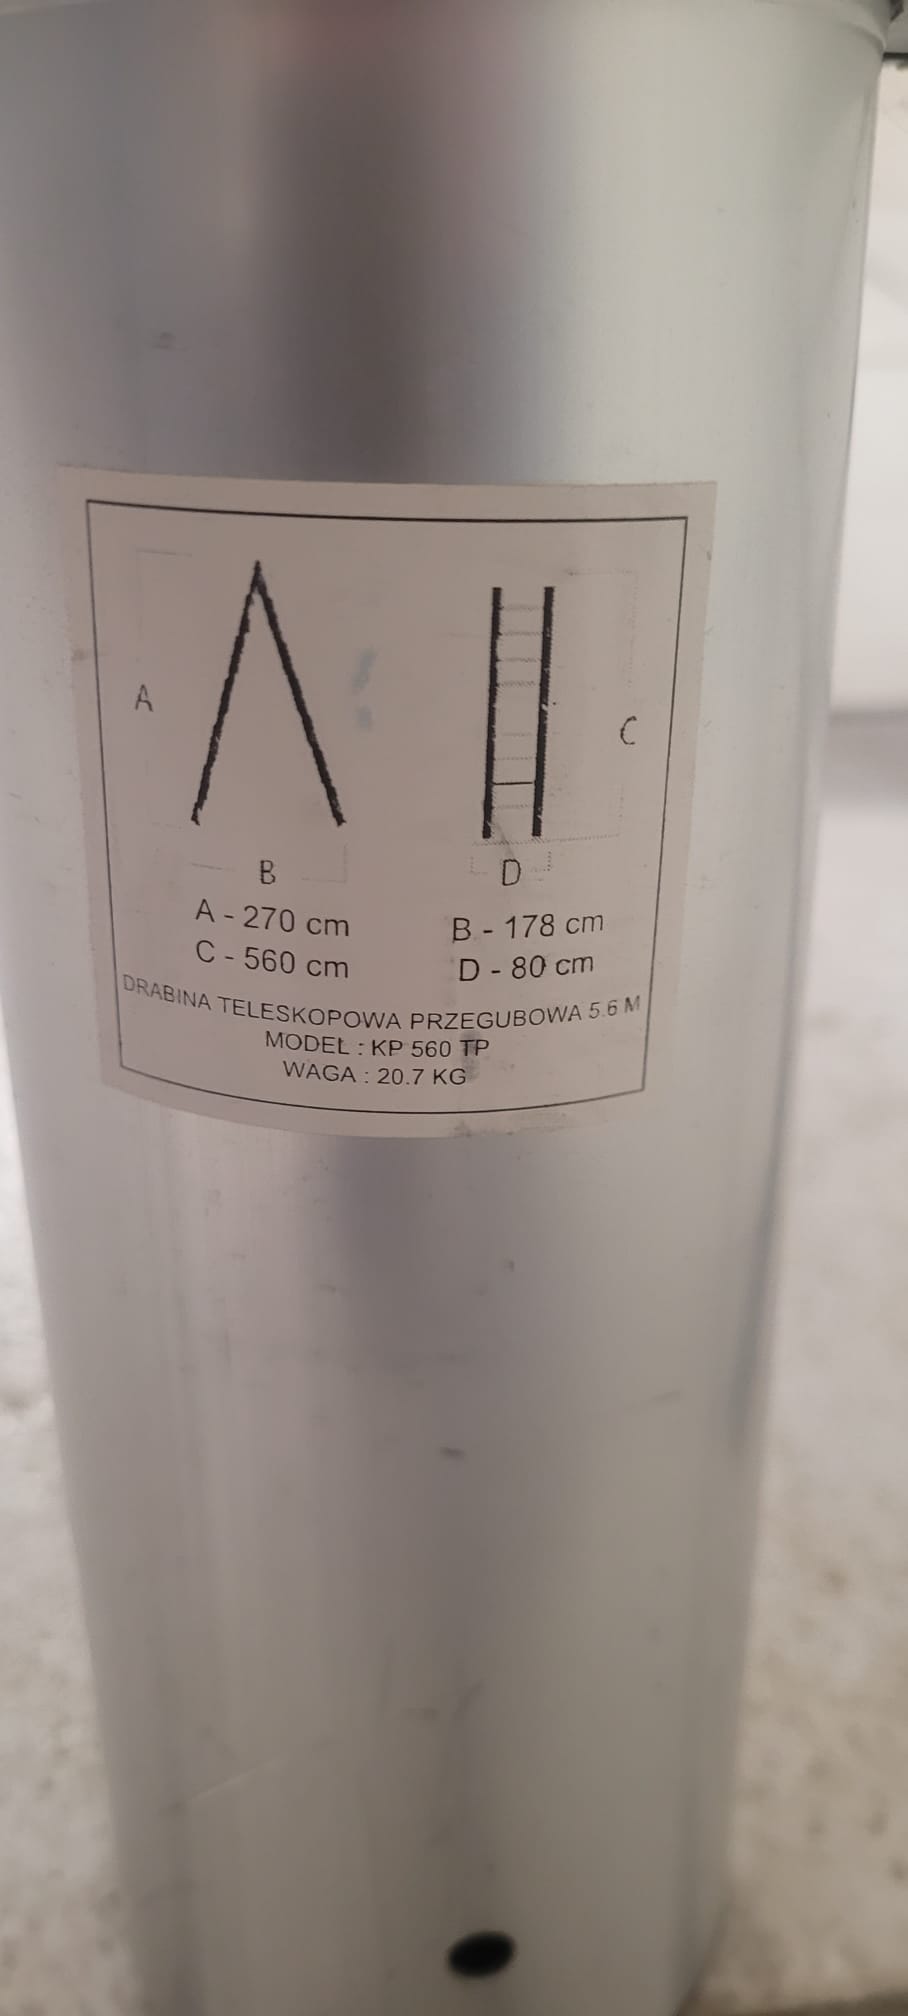 A
C
B
D
A - 270 cm B - 178 cm
C - 560 cm D - 80 cm
DRABINA TELESKOPOWA PRZEGUBOWA 5.6 M
MODEL : KP 560 TP
WAGA : 20.7 KG